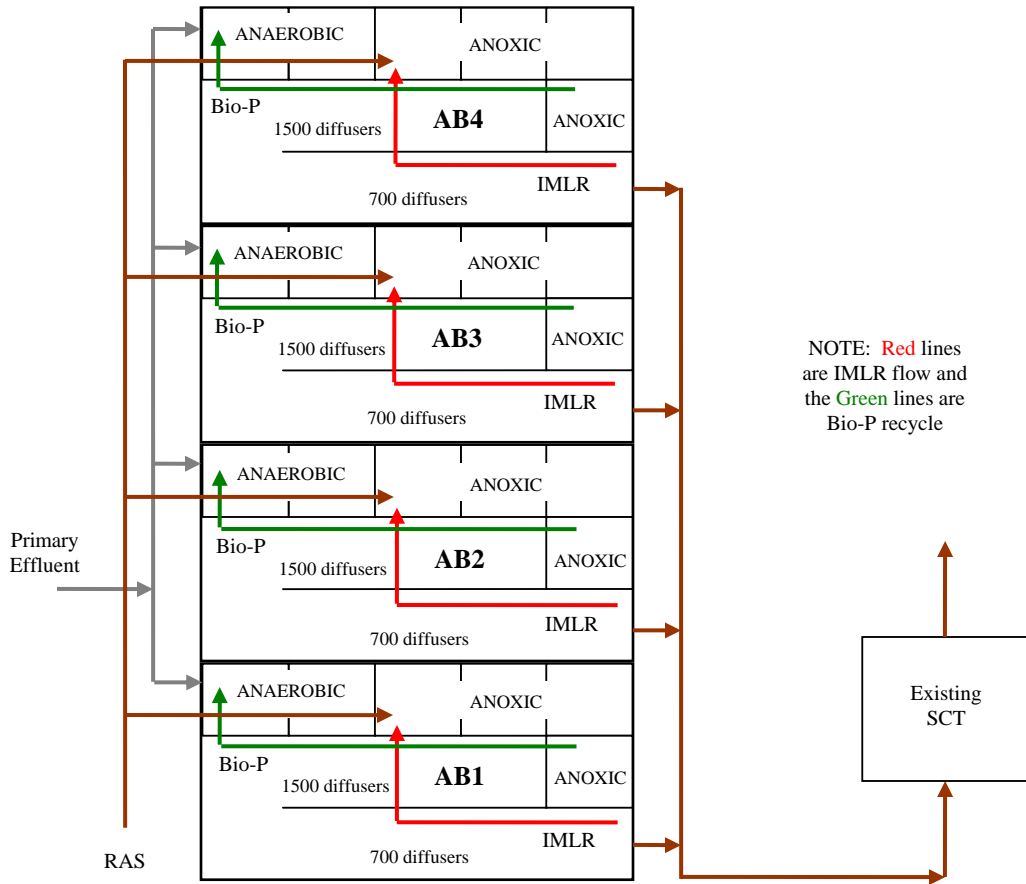 ANAEROBIC
ANOXIC
Bio-P
1500 diffusers
AB4
ANOXIC
IMLR
700 diffusers
ANAEROBIC
ANOXIC
Bio-P
1500 diffusers
AB3
ANOXIC
IMLR
700 diffusers
NOTE: Red lines
are IMLR flow and
the Green lines are
Bio-P recycle
ANAEROBIC
ANOXIC
Primary
Effluent
Bio-P
1500 diffusers
AB2
ANOXIC
IMLR
700 diffusers
ANAEROBIC
ANOXIC
Bio-P
1500 diffusers
AB1
ANOXIC
IMLR
700 diffusers
RAS
Existing
SCT